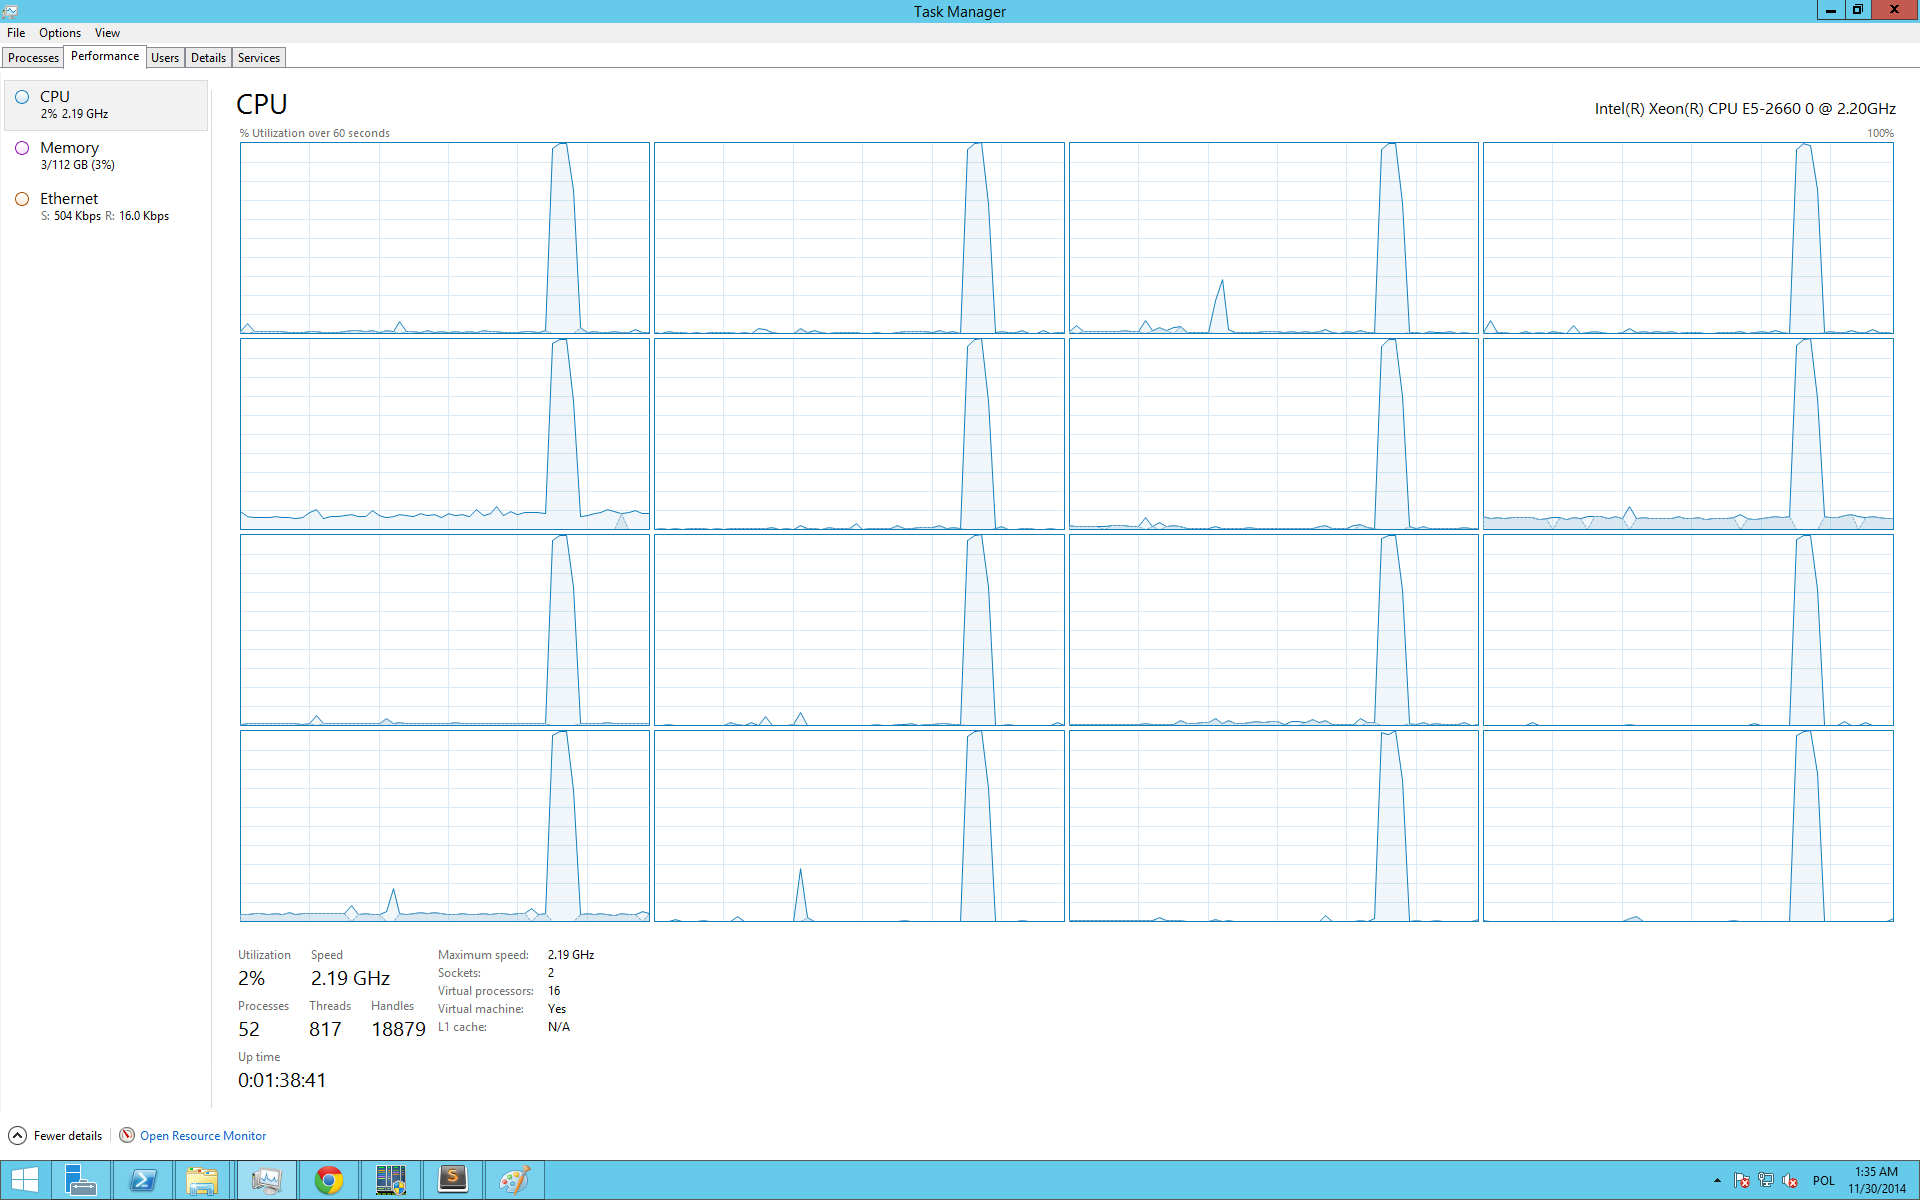 Task Manager
File Options View
Processes Performance Users Details Services
CPU
2% 2.19 GHz
Memory
3/112 GB (3%)
Ethernet
S: 504 Kbps R: 16.0 Kbps
CPU
Intel(R) Xeon(R) CPU E5-2660 0 @ 2.20GHz
% Utilization over 60 seconds
100%
Utilization Speed
2% 2.19 GHz
Processes Threads Handles
52 817 18879
Up time
0:01:38:41
Maximum speed: 2.19 GHz
Sockets: 2
Virtual processors: 16
Virtual machine: Yes
L1 cache: N/A
Fewer details Open Resource Monitor
S
POL
1:35 AM
11/30/2014